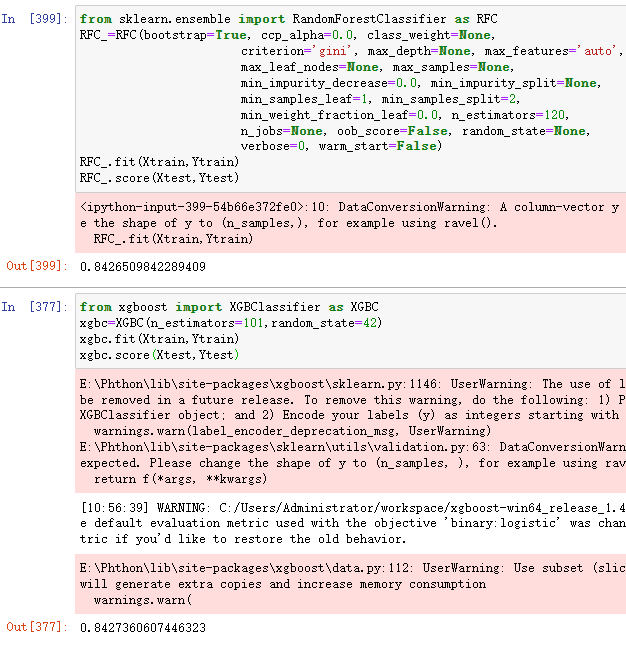 In [399]: from sklearn.ensemble import RandomForestClassifier as RFC
RFC_=RFC(bootstrap=True, ccp_alpha=0.0, class_weight=None,
criterion='gini', max_depth=None, max_features='auto',
max_leaf_nodes=None, max_samples=None,
min_impurity_decrease=0.0, min_impurity_split=None,
min_samples_leaf=1, min_samples_split=2,
min_weight_fraction_leaf=0.0, n_estimators=120,
n_jobs=None, oob_score=False, random_state=None,
verbose=0, warm_start=False)
RFC_.fit(Xtrain,Ytrain)
RFC_.score(Xtest,Ytest)
<ipython-input-399-54b66e372fe0>:10: DataConversionWarning: A column-vector y
e the shape of y to (n_samples,), for example using ravel().
RFC_.fit(Xtrain,Ytrain)
Out[399]: 0.8426509842289409
In [377]: from xgboost import XGBClassifier as XGBC
xgbc=XGBC(n_estimators=101,random_state=42)
xgbc.fit(Xtrain,Ytrain)
xgbc.score(Xtest,Ytest)
E:\Phthon\lib\site-packages\xgboost\sklearn.py:1146: UserWarning: The use of l
be removed in a future release. To remove this warning, do the following: 1) P
XGBClassifier object; and 2) Encode your labels (y) as integers starting with
warnings.warn(label_encoder_deprecation_msg, UserWarning)
E:\Phthon\lib\site-packages\sklearn\utils\validation.py:63: DataConversionWarn
expected. Please change the shape of y to (n_samples, ), for example using rav
return f(*args, **kwargs)
[10:56:39] WARNING: C:/Users/Administrator/workspace/xgboost-win64_release_1.4
e default evaluation metric used with the objective 'binary:logistic' was chan
tric if you'd like to restore the old behavior.
E:\Phthon\lib\site-packages\xgboost\data.py:112: UserWarning: Use subset (slic
will generate extra copies and increase memory consumption
warnings.warn(
Out[377]: 0.8427360607446323